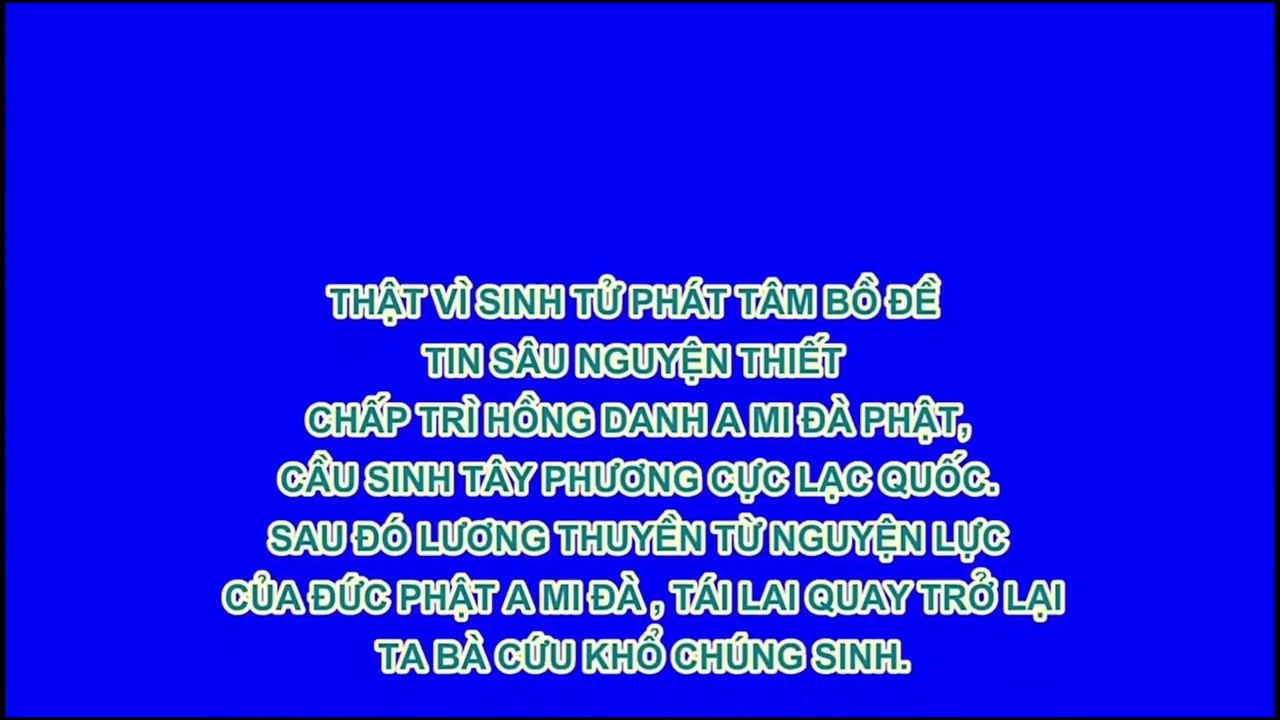 THẬT VÌ SINH TỬ PHÁT TÂM BỒ ĐỀ
TIN SÂU NGUYỆN THIẾT
CHẤP TRÌ HỒNG DANH A MI ĐÀ PHẬT,
CẦU SINH TÂY PHƯƠNG CỰC LẠC QUỐC.
SAU ĐÓ LƯƠNG THUYỀN TỪ NGUYỆN LỰC
CỦA ĐỨC PHẬT A MI ĐÀ , TÁI LAI QUAY TRỞ LẠI
TA BÀ CỨU KHỔ CHÚNG SINH.